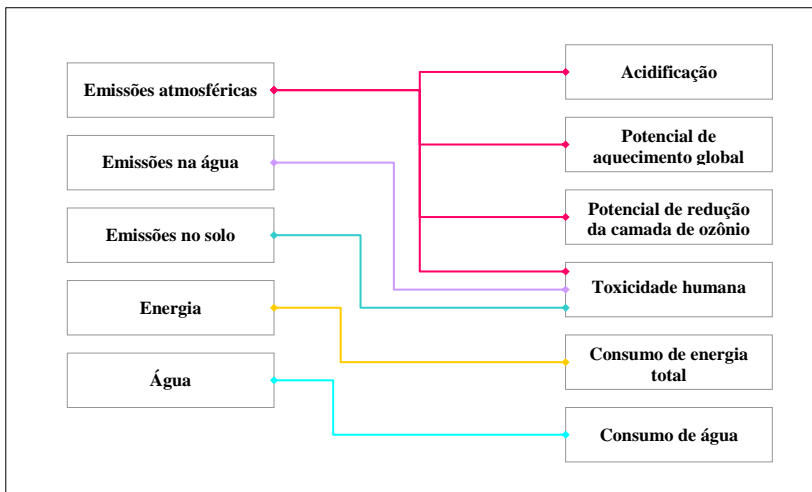 Emissões atmosféricas
Emissões na água
Emissões no solo
Energia
Água
Acidificação
Potencial de
aquecimento global
Potencial de redução
da camada de ozônio
Toxicidade humana
Consumo de energia
total
Consumo de água